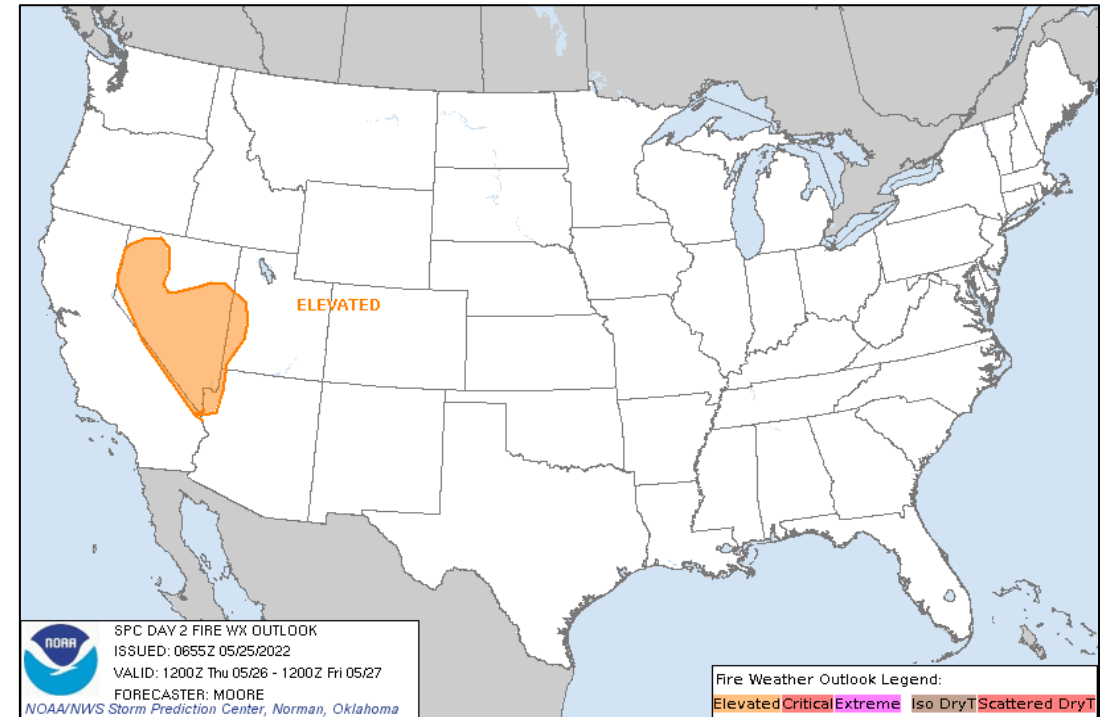 ELEVATED
NOAA
SPC DAY 2 FIRE WX OUTLOOK
ISSUED: 0655Z 05/25/2022
VALID: 1200Z Thu 05/26 - 1200Z Fri 05/27
FORECASTER: MOORE
NOAA/NWS Storm Prediction Center, Norman, Oklahoma
Fire Weather Outlook Legend:
Elevated Critical Extreme Iso DryT Scattered DryT